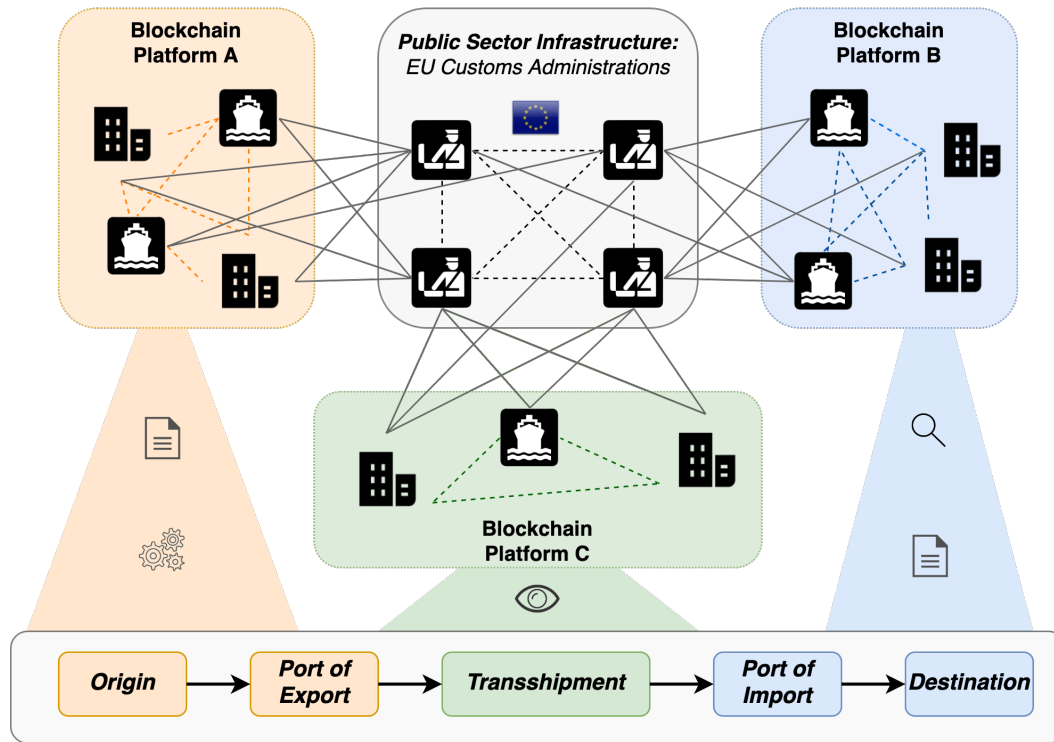 Blockchain
Platform A
Public Sector Infrastructure:
EU Customs Administrations
Blockchain
Platform B
Blockchain
Platform C
Origin
Port of
Export
Transshipment
Port of
Import
Destination